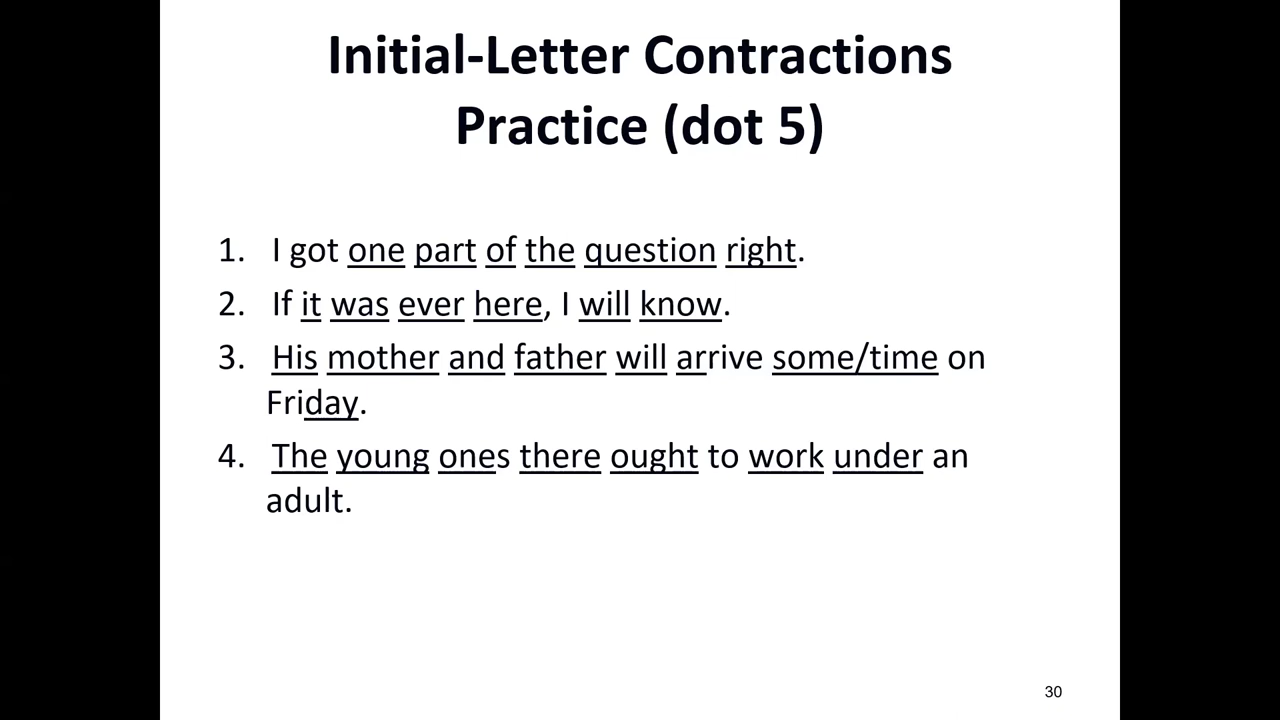 Initial-Letter Contractions
Practice (dot 5)
1. I got one part of the question right.
2. If it was ever here, I will know.
3. His mother and father will arrive some/time on
Friday.
4. The young ones there ought to work under an
adult.
30